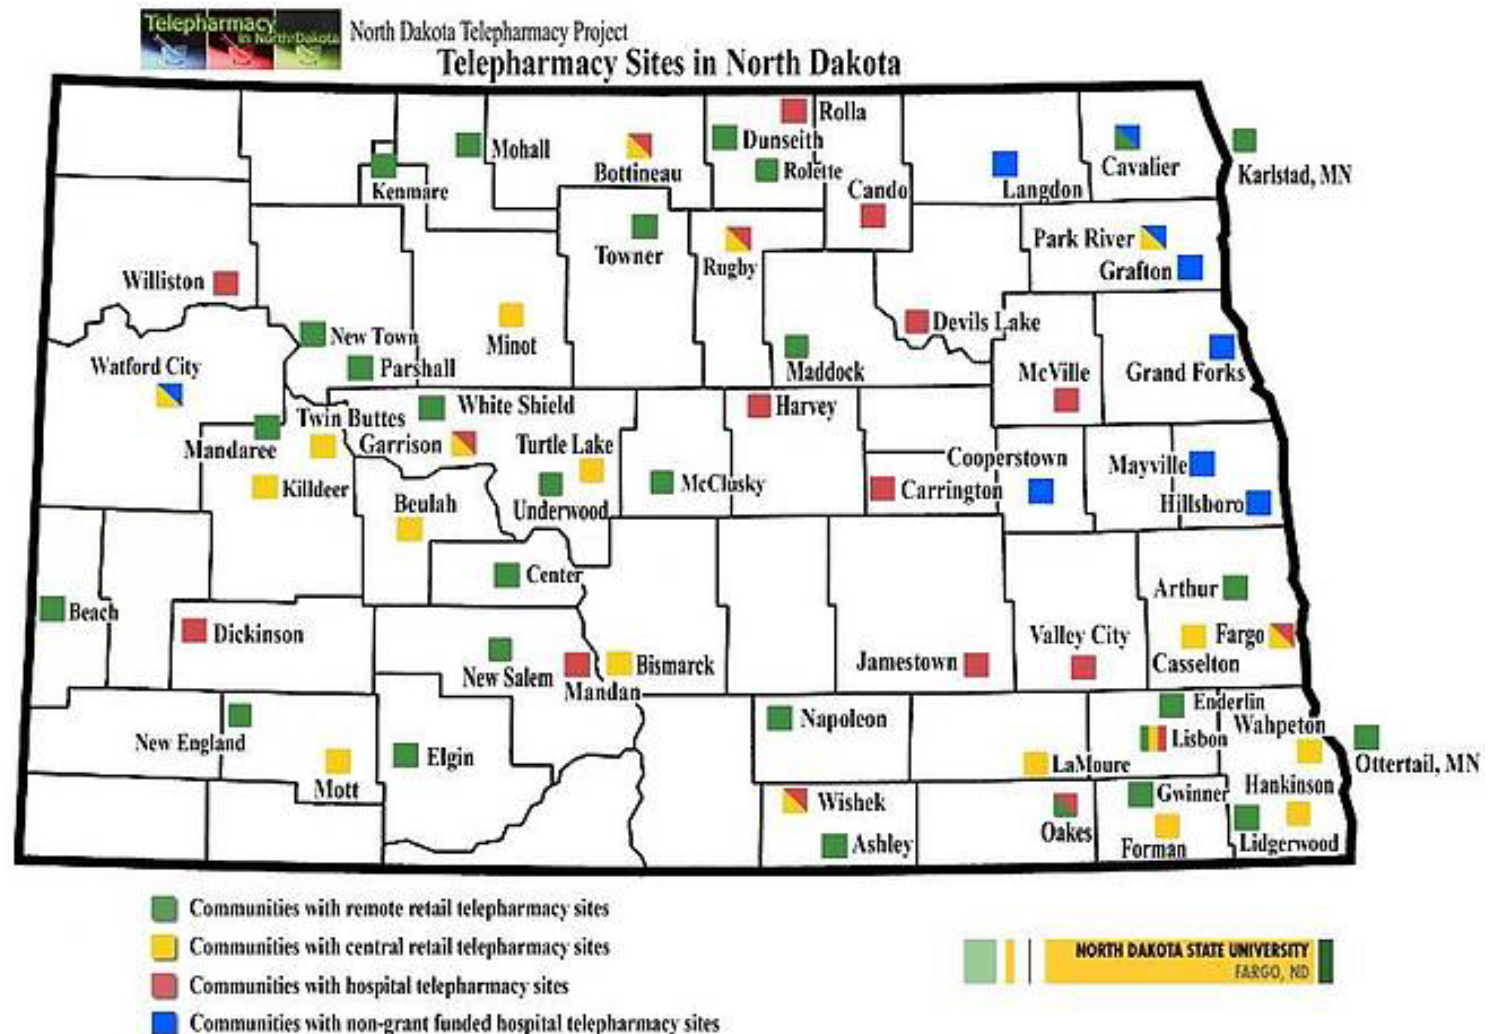 Telepharmacy
in North Dakota
North Dakota Telepharmacy Project
Telepharmacy Sites in North Dakota
Rolla
Dunseith
Mohall
Bottineau
Rolette
Cavalier
Karlstad, MN
Kenmare
Cando
Langdon
Towner
Rugby
Park River
Grafton
Williston
New Town
Minot
Devils Lake
Parshall
Maddock
McVille
Grand Forks
Watford City
White Shield
Harvey
Twin Buttes
Garrison
Turtle Lake
Mandaree
Cooperstown
Mayville
Killdeer
McClusky
Carrington
Beulah
Underwood
Hillsboro
Center
Arthur
Beach
Dickinson
Valley City
Fargo
New Salem
Mandan
Bismarck
Jamestown
Casselton
Enderlin
Napoleon
Wahpeton
New England
Lisbon
Elgin
LaMoure
Ottertail, MN
Mott
Hankinson
Wishek
Gwinner
Oakes
Ashley
Forman
Lidgerwood
Communities with remote retail telepharmacy sites
Communities with central retail telepharmacy sites
Communities with hospital telepharmacy sites
Communities with non-grant funded hospital telepharmacy sites
NORTH DAKOTA STATE UNIVERSITY
FARGO, ND